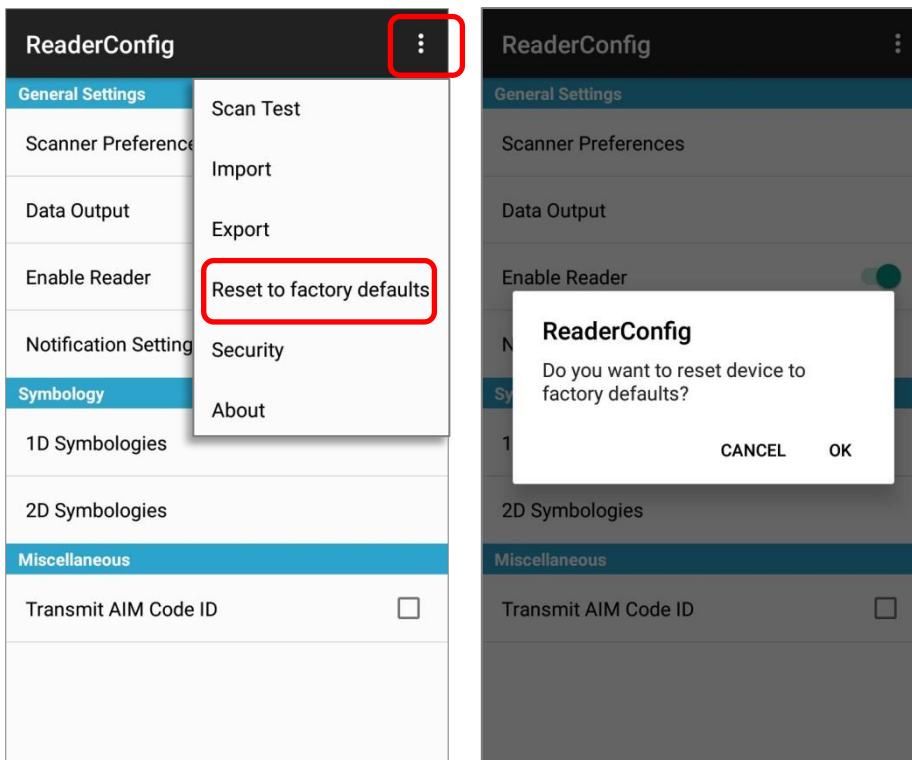 ReaderConfig
General Settings
Scanner Preference
Data Output
Enable Reader
Notification Setting
Symbology
1D Symbologies
2D Symbologies
Miscellaneous
Transmit AIM Code ID
Scan Test
Import
Export
Reset to factory defaults
Security
About
ReaderConfig
General Settings
Scanner Preferences
Data Output
Enable Reader
N
Sy
1
2D Symbologies
Miscellaneous
Transmit AIM Code ID
ReaderConfig
Do you want to reset device to
factory defaults?
CANCEL OK